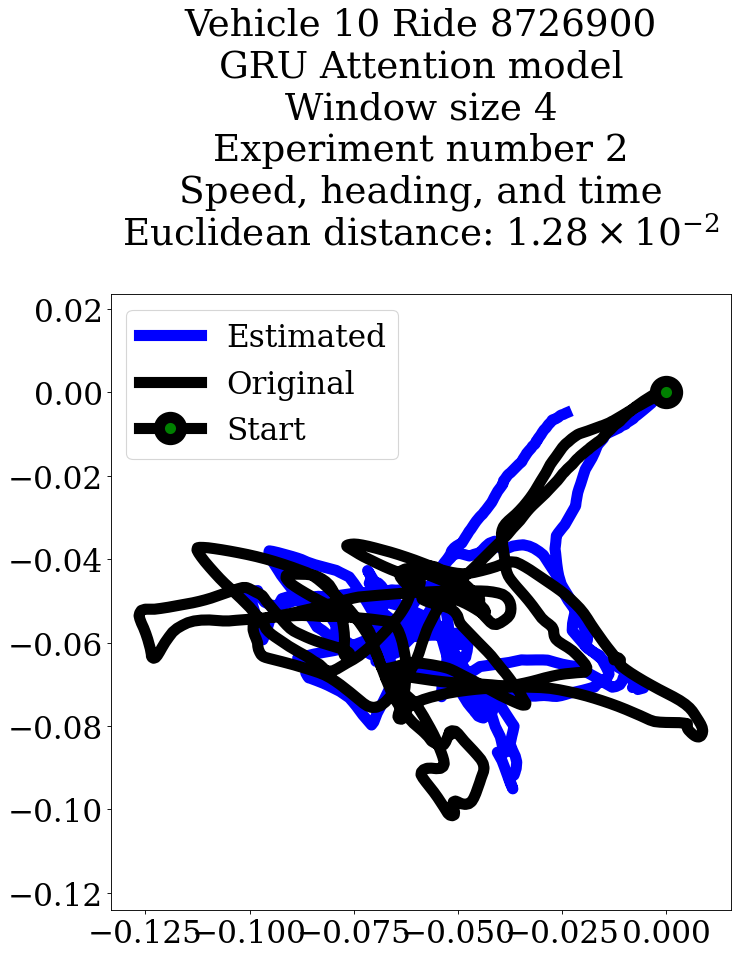 Vehicle 10 Ride 8726900
GRU Attention model
Window size 4
Experiment number 2
Speed, heading, and time
Euclidean distance: 1.28 × 10⁻²
0.02
0.00
−0.02
−0.04
−0.06
−0.08
−0.10
−0.12
Estimated
Original
Start
−0.125 −0.100 −0.075 −0.050 −0.025 0.000